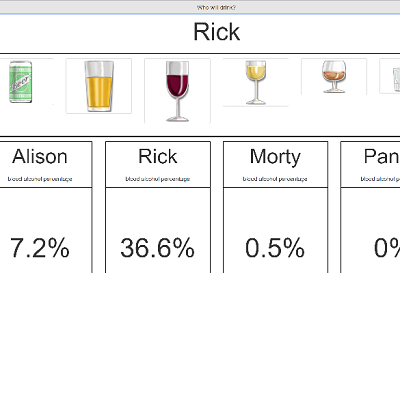 Who will drink?
Rick
Alison
blood alcohol percentage
7.2%
Rick
blood alcohol percentage
36.6%
Morty
blood alcohol percentage
0.5%
Pan
blood alcohol p
0%